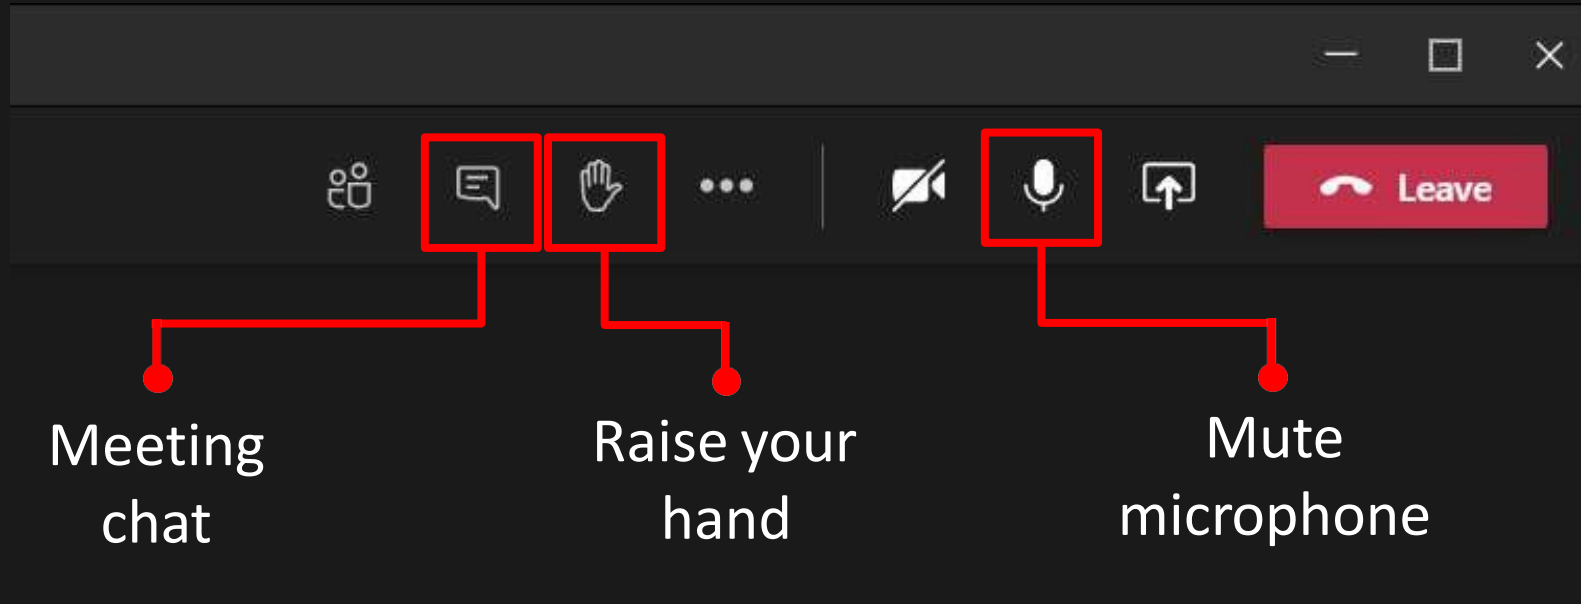 Leave
Meeting
chat
Raise your
hand
Mute
microphone